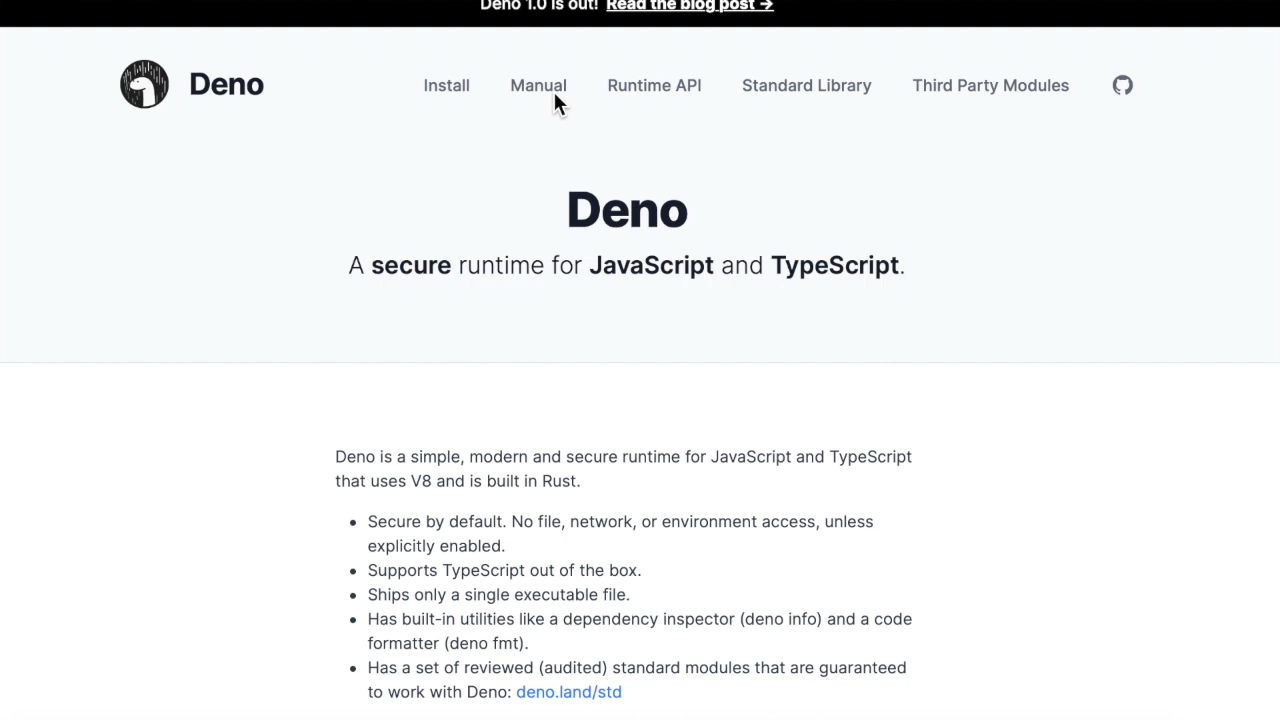 Deno 1.0 is out! Read the blog post →
Deno
Install
Manual
Runtime API
Standard Library
Third Party Modules
Deno
A secure runtime for JavaScript and TypeScript.
Deno is a simple, modern and secure runtime for JavaScript and TypeScript
that uses V8 and is built in Rust.
• Secure by default. No file, network, or environment access, unless
explicitly enabled.
• Supports TypeScript out of the box.
• Ships only a single executable file.
• Has built-in utilities like a dependency inspector (deno info) and a code
formatter (deno fmt).
• Has a set of reviewed (audited) standard modules that are guaranteed
to work with Deno: deno.land/std